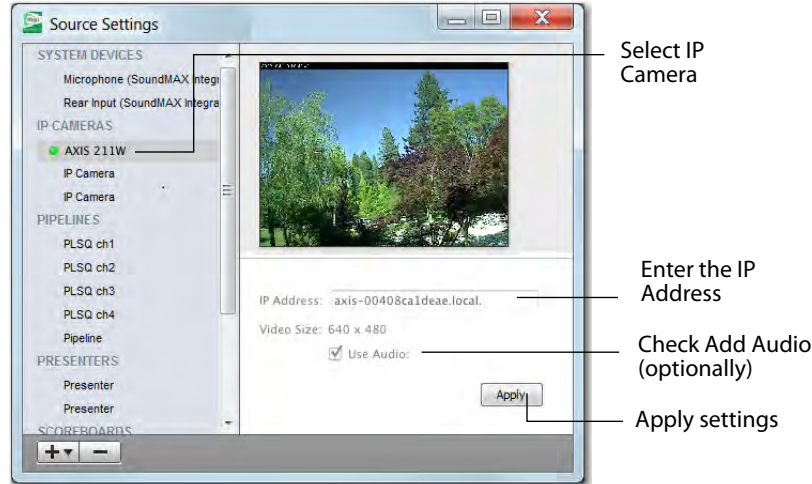 Source Settings
SYSTEM DEVICES
Microphone (SoundMAX Integr
Rear Input (SoundMAX Integra
IP CAMERAS
AXIS 211W
IP Camera
IP Camera
PIPELINES
PLSQ ch1
PLSQ ch2
PLSQ ch3
PLSQ ch4
Pipeline
PRESENTERS
Presenter
Presenter
SCOREBOARDS
IP Address: axis-00408ca1deae.local.
Video Size: 640 x 480
Use Audio:
Apply
Select IP
Camera
Enter the IP
Address
Check Add Audio
(optionally)
Apply settings